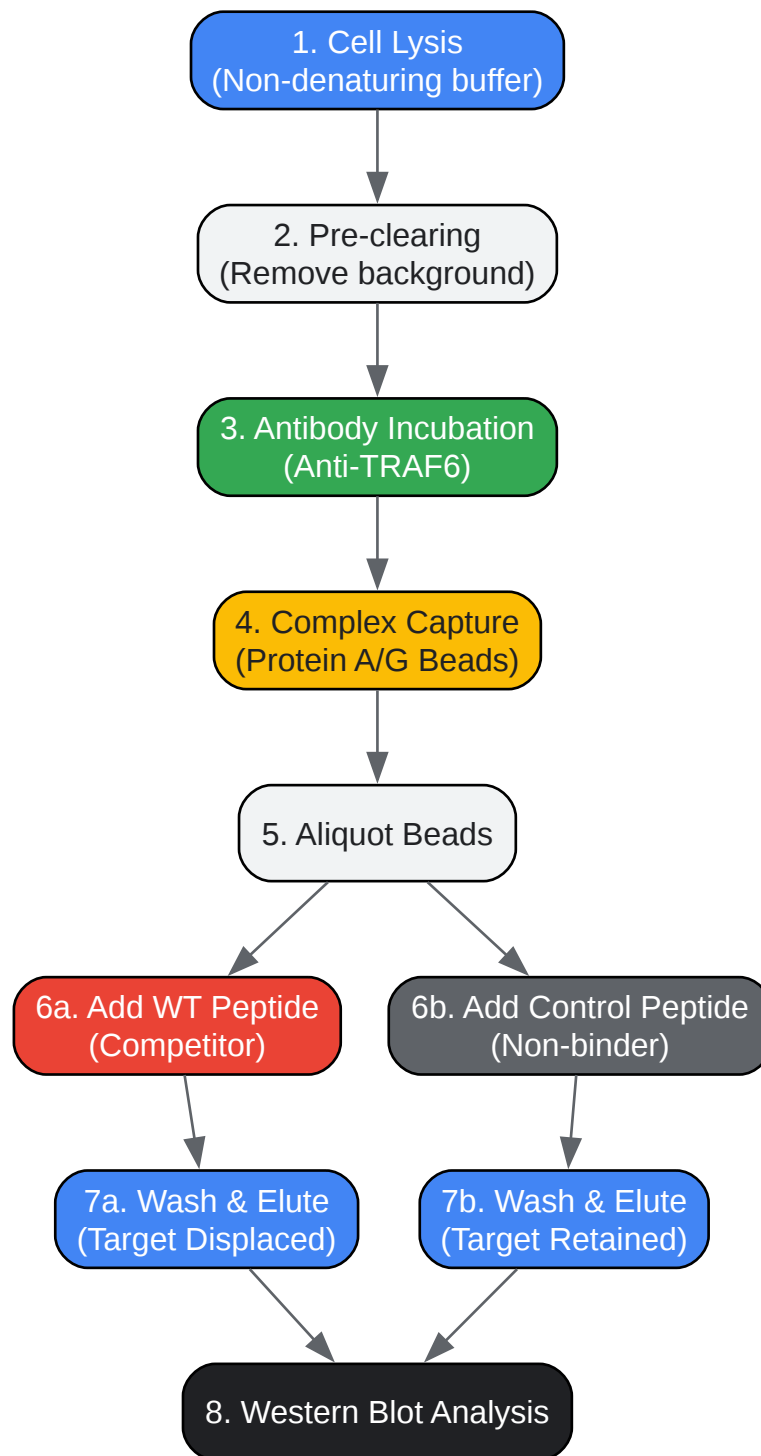 1. Cell Lysis
(Non-denaturing buffer)
2. Pre-clearing
(Remove background)
3. Antibody Incubation
(Anti-TRAF6)
4. Complex Capture
(Protein A/G Beads)
5. Aliquot Beads
6a. Add WT Peptide
(Competitor)
6b. Add Control Peptide
(Non-binder)
7a. Wash & Elute
(Target Displaced)
7b. Wash & Elute
(Target Retained)
8. Western Blot Analysis